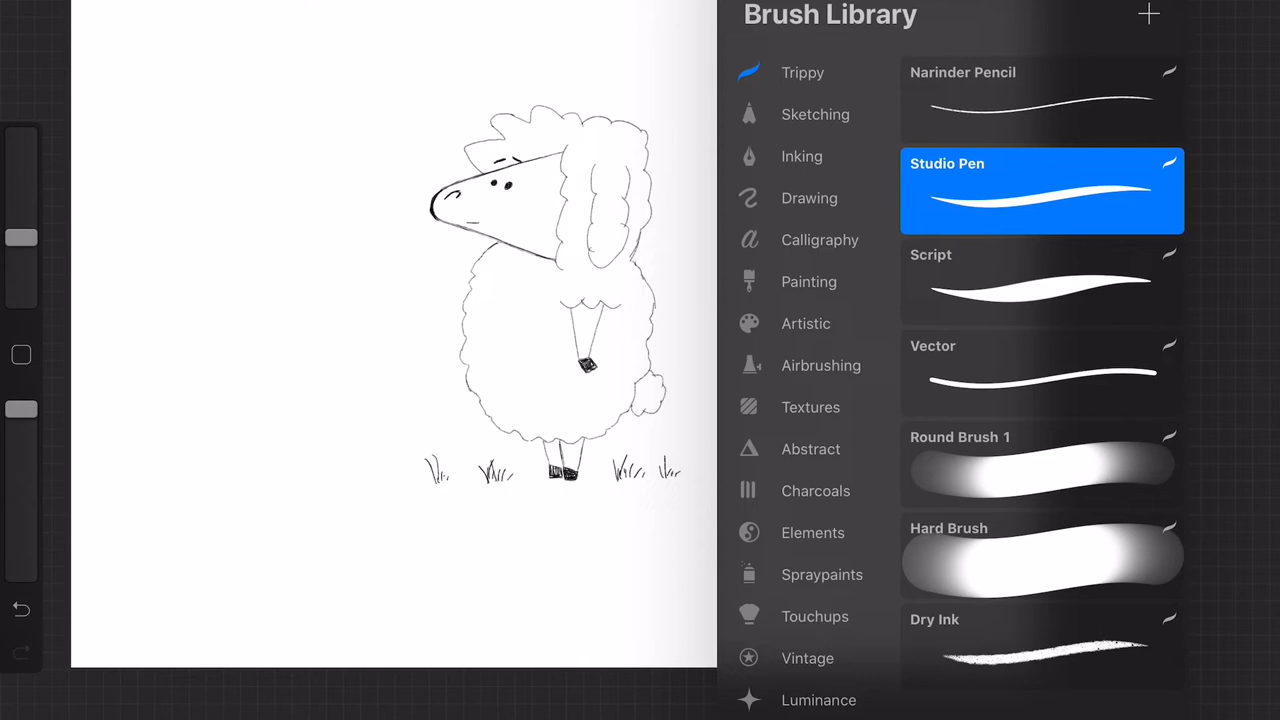 Brush Library
Trippy
Sketching
Inking
Drawing
Calligraphy
Painting
Artistic
Airbrushing
Textures
Abstract
Charcoals
Elements
Spraypaints
Touchups
Vintage
Luminance
Narinder Pencil
Studio Pen
Script
Vector
Round Brush 1
Hard Brush
Dry Ink